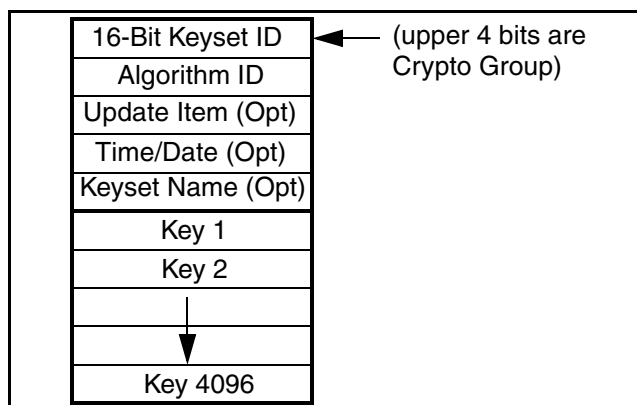 16-Bit Keyset ID
(upper 4 bits are
Crypto Group)
Algorithm ID
Update Item (Opt)
Time/Date (Opt)
Keyset Name (Opt)
Key 1
Key 2
Key 4096